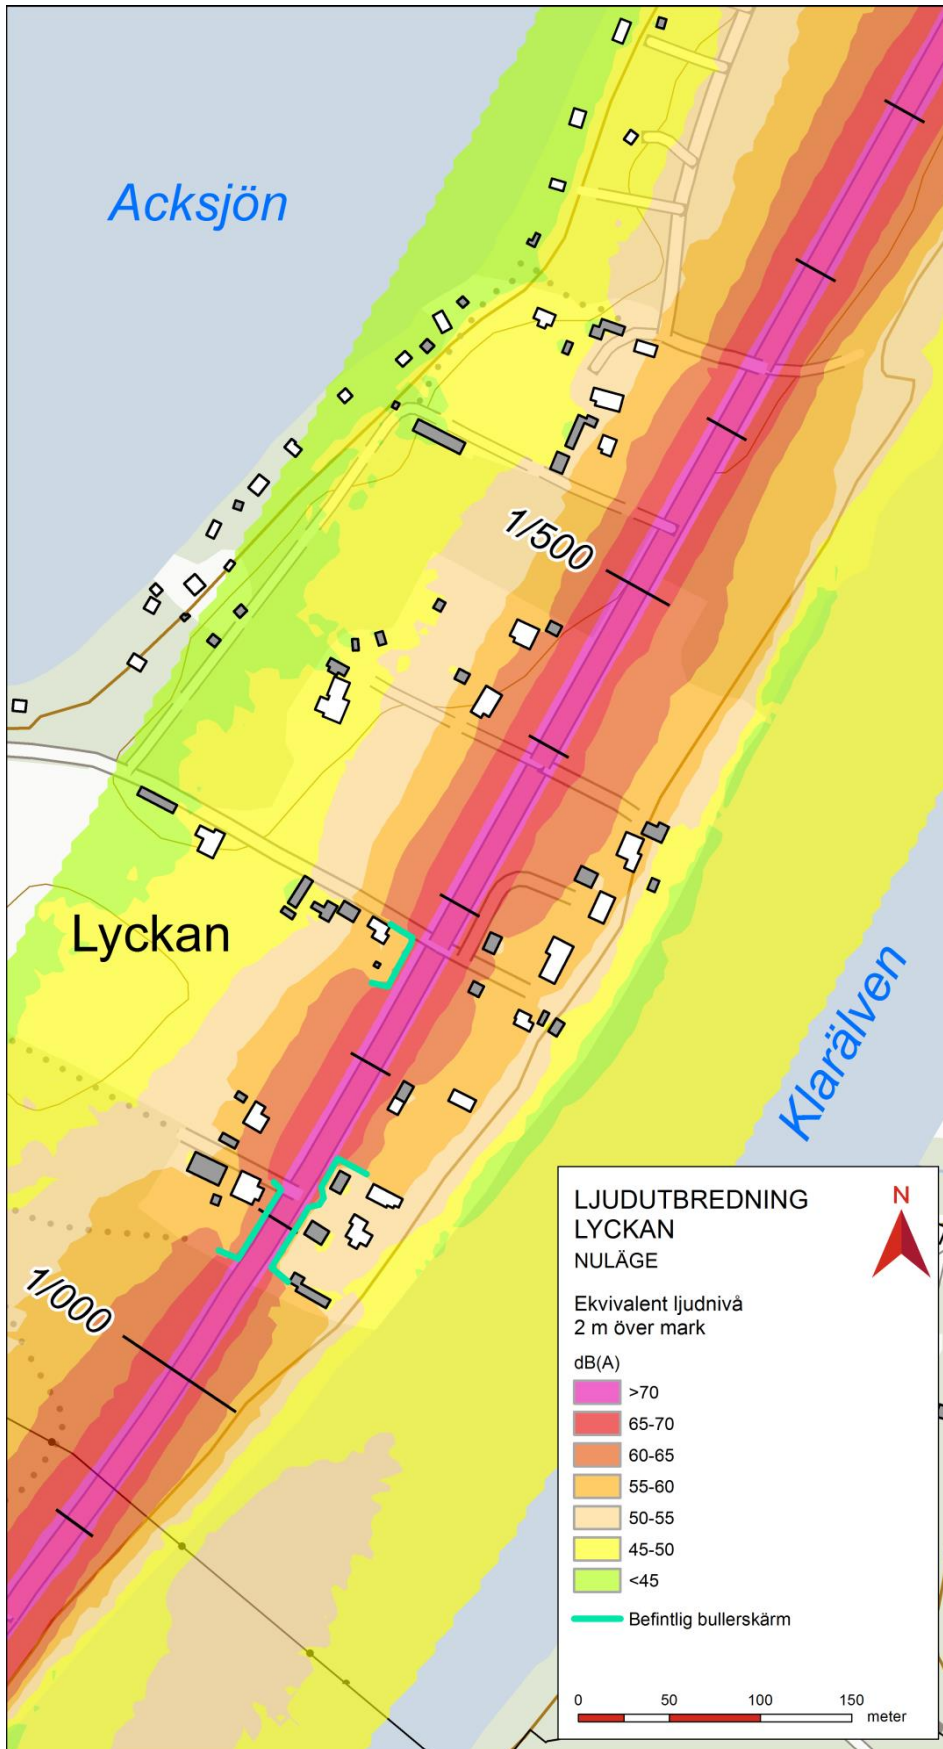 Acksjön
1/500
Lyckan
Klarälven
1/000
LJUDUTBREDNING
LYCKAN
NULÄGE
N
Ekvivalent ljudnivå
2 m över mark
dB(A)
>70
65-70
60-65
55-60
50-55
45-50
<45
Befintlig bullerskärm
0 50 100 150
meter